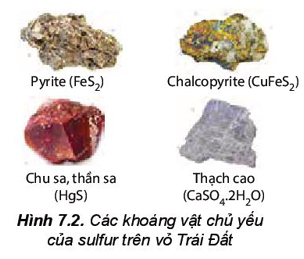 Pyrite (FeS₂)
Chalcopyrite (CuFeS₂)
Chu sa, thần sa
(HgS)
Thạch cao
(CaSO₄.2H₂O)
Hình 7.2. Các khoáng vật chủ yếu
của sulfur trên vỏ Trái Đất